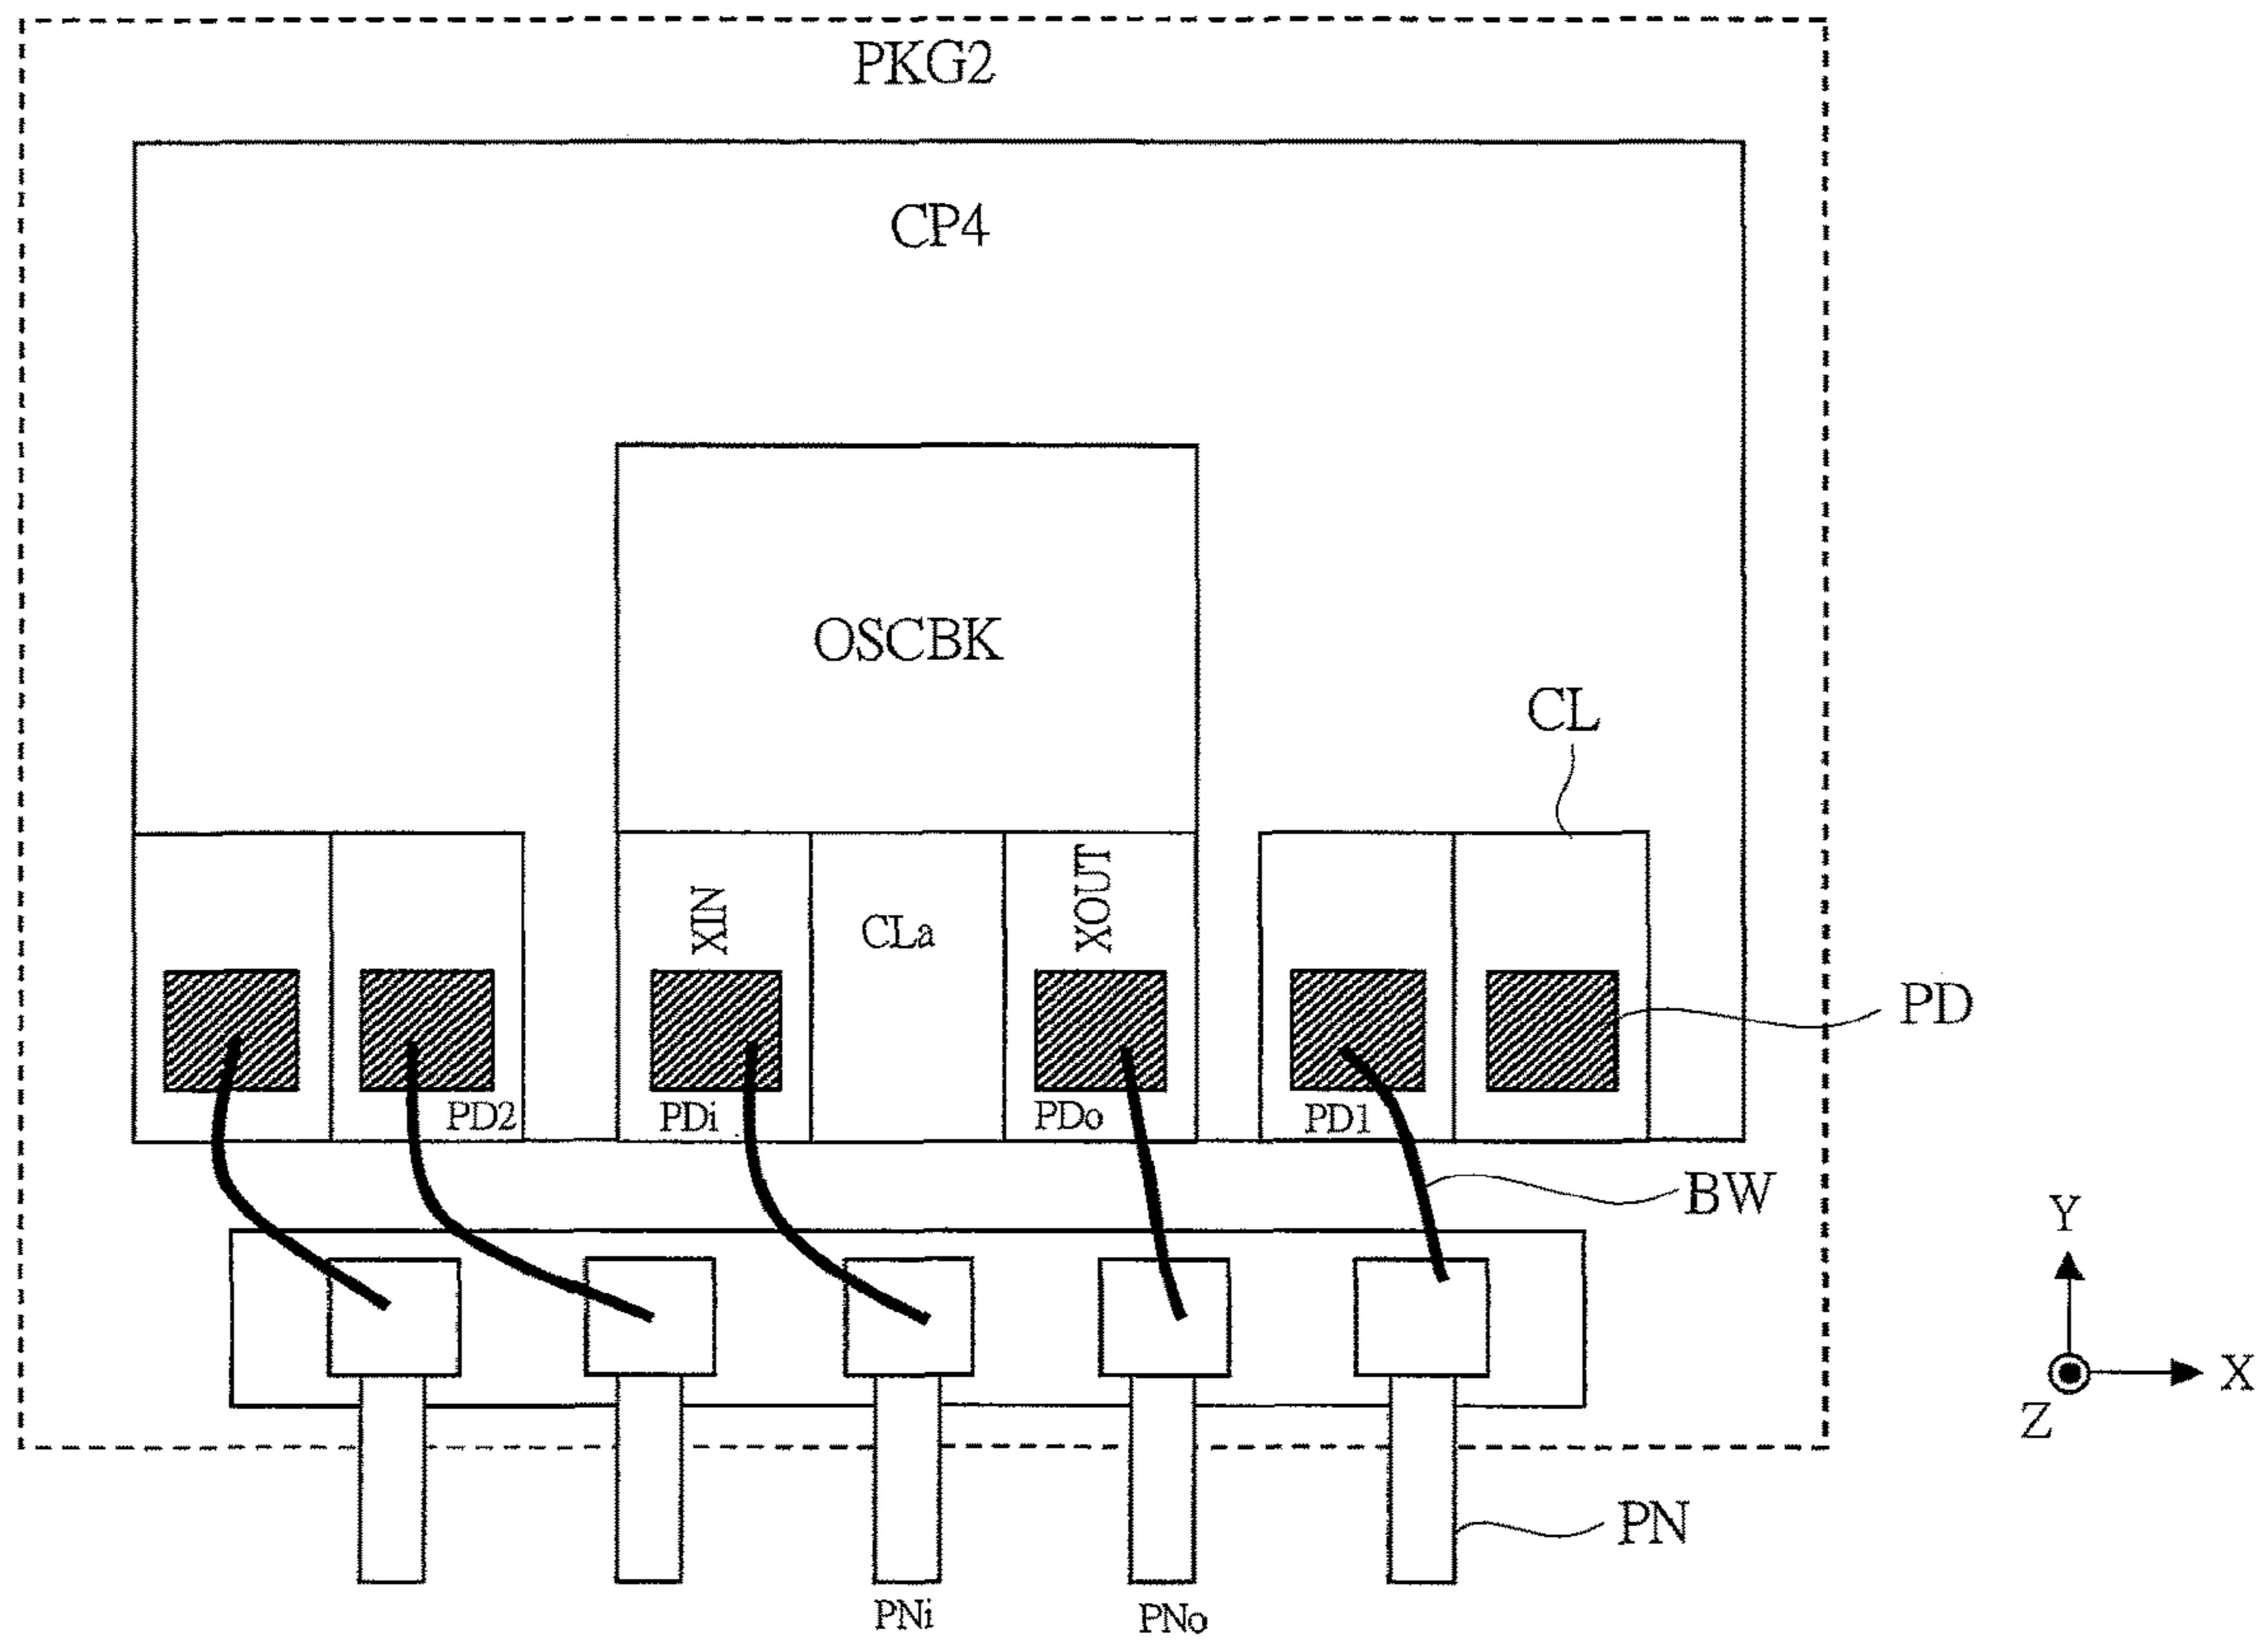 PKG2
CP4
OSCBK
CL
XIN
CLa
XOUT
PD
PD2
PDi
PDo
PD1
BW
Y
X
Z
PN
PNi
PNo